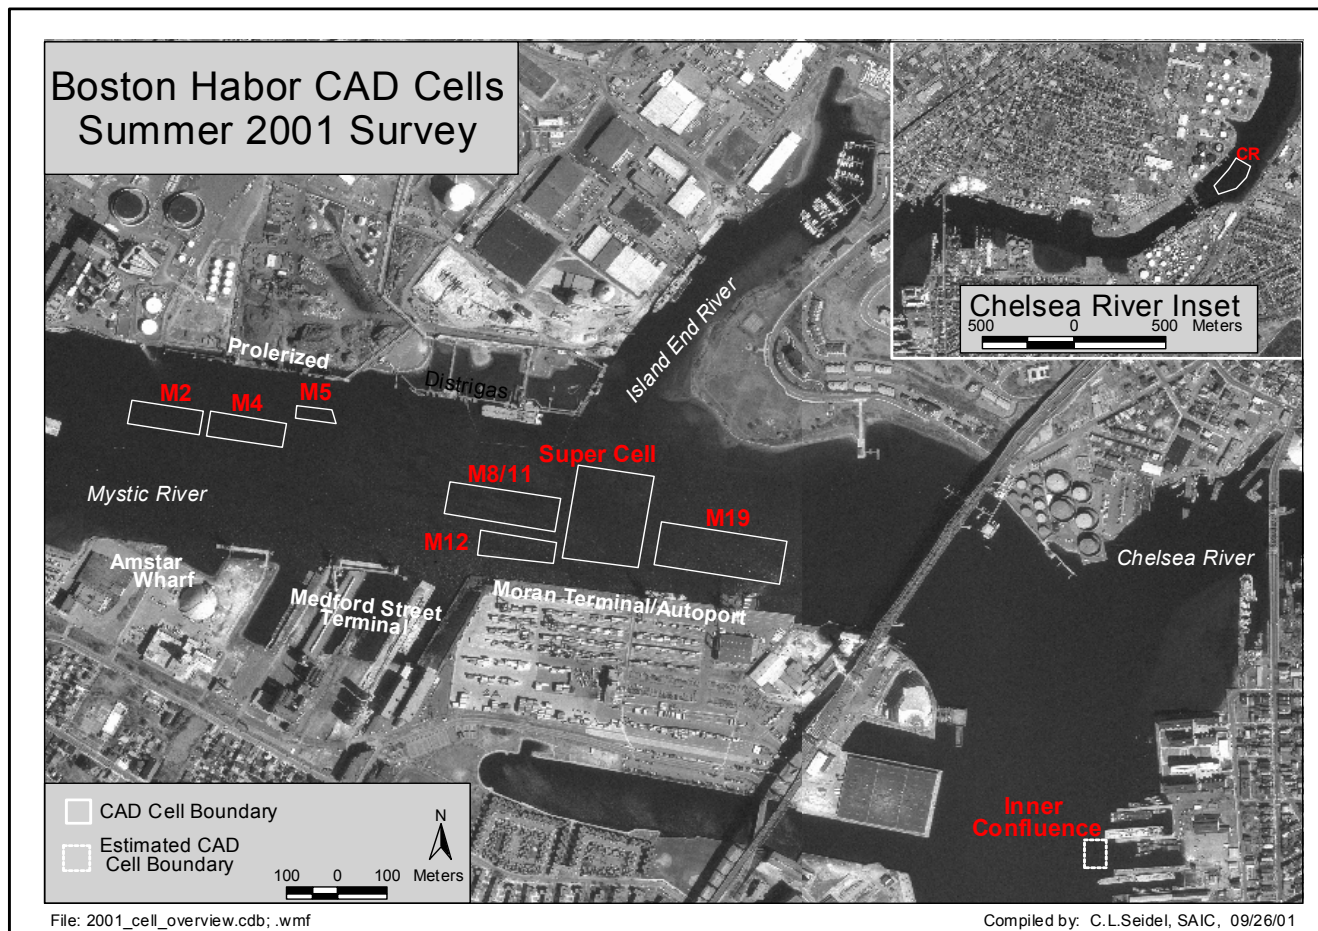 Boston Habor CAD Cells
Summer 2001 Survey
CR
Chelsea River Inset
500 0 500 Meters
Island End River
Prolerized
Distrigas
M2
M4
M5
Super Cell
M8/11
M19
M12
Mystic River
Chelsea River
Amstar
Wharf
Medford Street
Terminal
Moran Terminal/Autoport
Inner
Confluence
CAD Cell Boundary
Estimated CAD
Cell Boundary
N
Meters
100 0 100
File: 2001_cell_overview.cdb; .wmf
Compiled by: C.L.Seidel, SAIC, 09/26/01